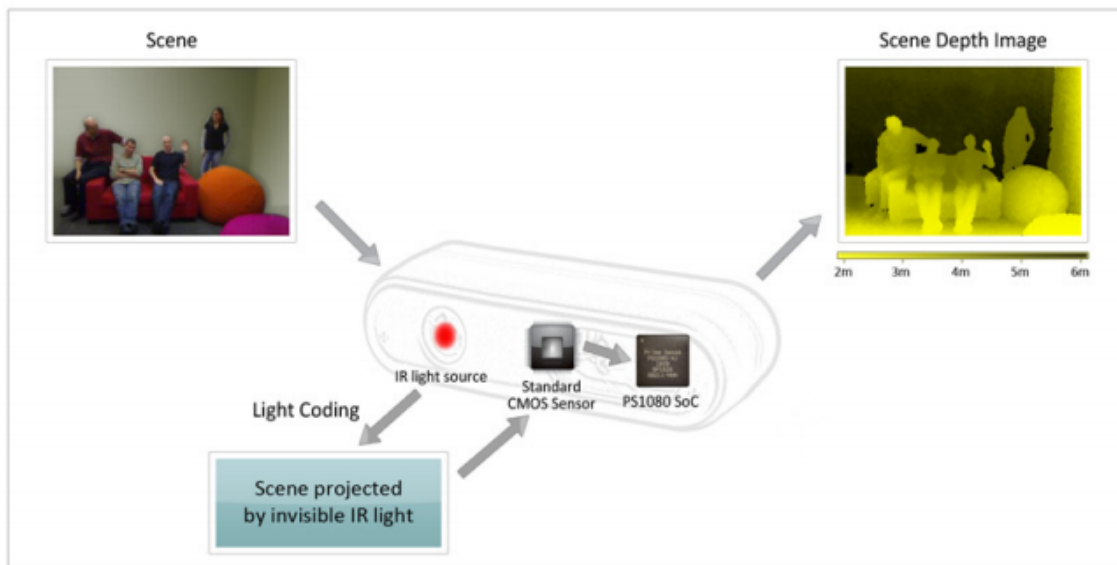 Scene
Scene Depth Image
2m 3m 4m 5m 6m
IR light source
Standard
CMOS Sensor
PS1080 SoC
Light Coding
Scene projected
by invisible IR light